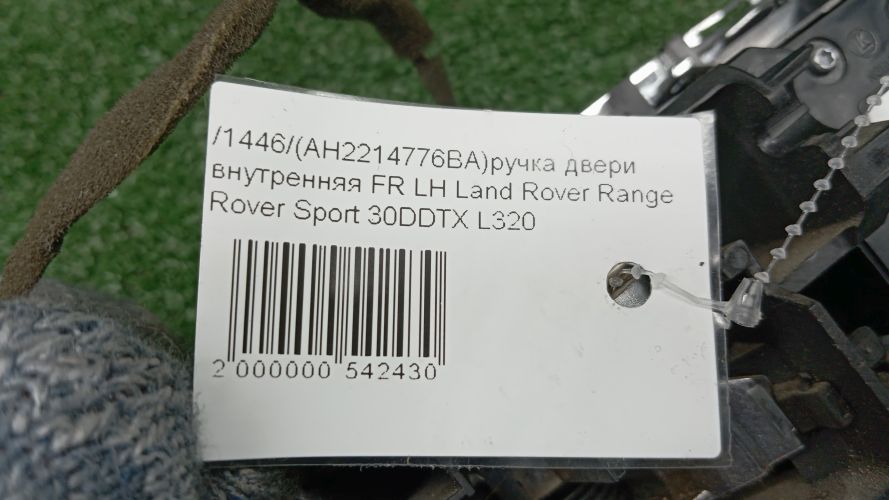 /1446/(AH2214776BA)ручка двери
внутренняя FR LH Land Rover Range
Rover Sport 30DDTX L320
2 000000 542430